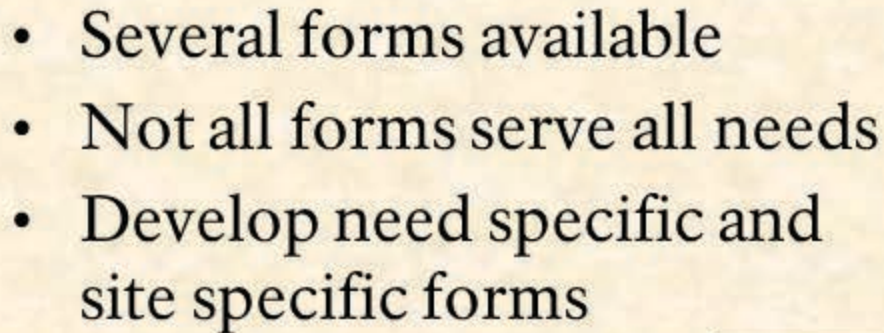 • Several forms available
• Not all forms serve all needs
• Develop need specific and
site specific forms